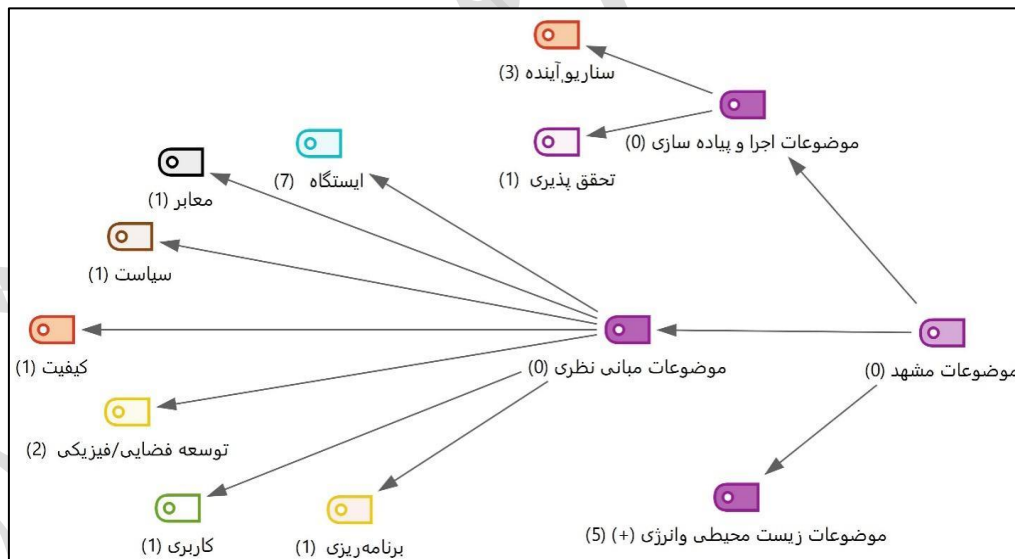 سناریو,آینده (3)
موضوعات اجرا و پیاده سازی (0)
تحقق پذیری (1)
ایستگاه (7)
معابر (1)
سیاست (1)
موضوعات مشهد (0)
موضوعات مبانی نظری (0)
کیفیت (1)
توسعه فضایی/فیزیکی (2)
موضوعات زیست محیطی وانرژی (+) (5)
برنامه‌ریزی (1)
کاربری (1)